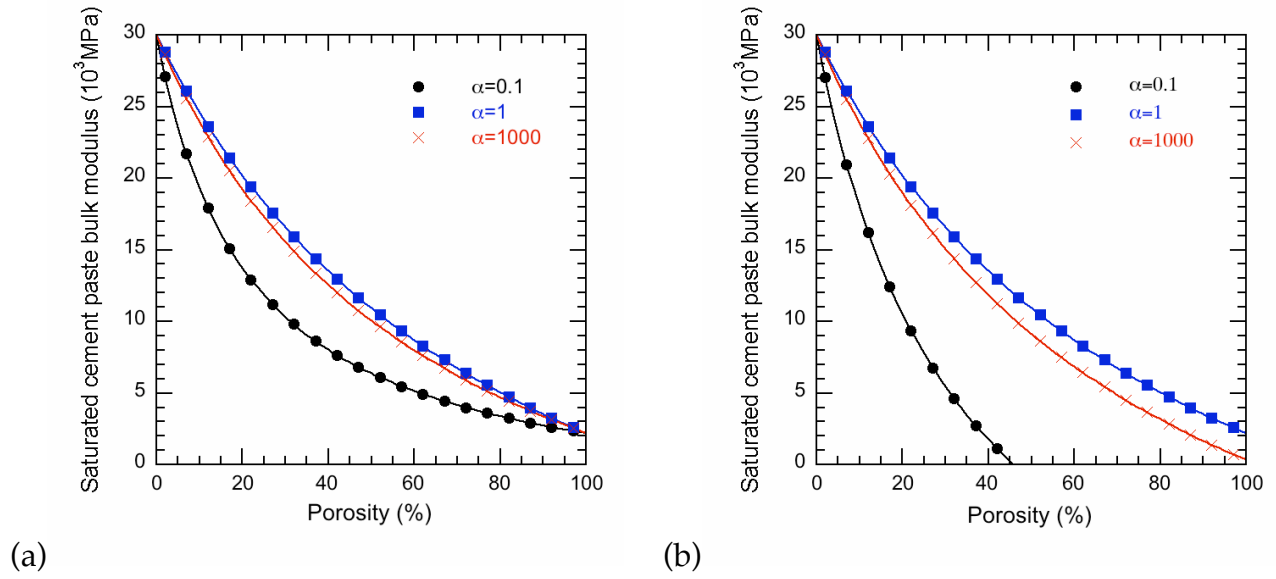 Saturated cement paste bulk modulus (10³MPa)
30
25
20
15
10
5
0
α=0.1
α=1
α=1000
0 20 40 60 80 100
Porosity (%)
(a)
Saturated cement paste bulk modulus (10³MPa)
30
25
20
15
10
5
0
α=0.1
α=1
α=1000
0 20 40 60 80 100
Porosity (%)
(b)